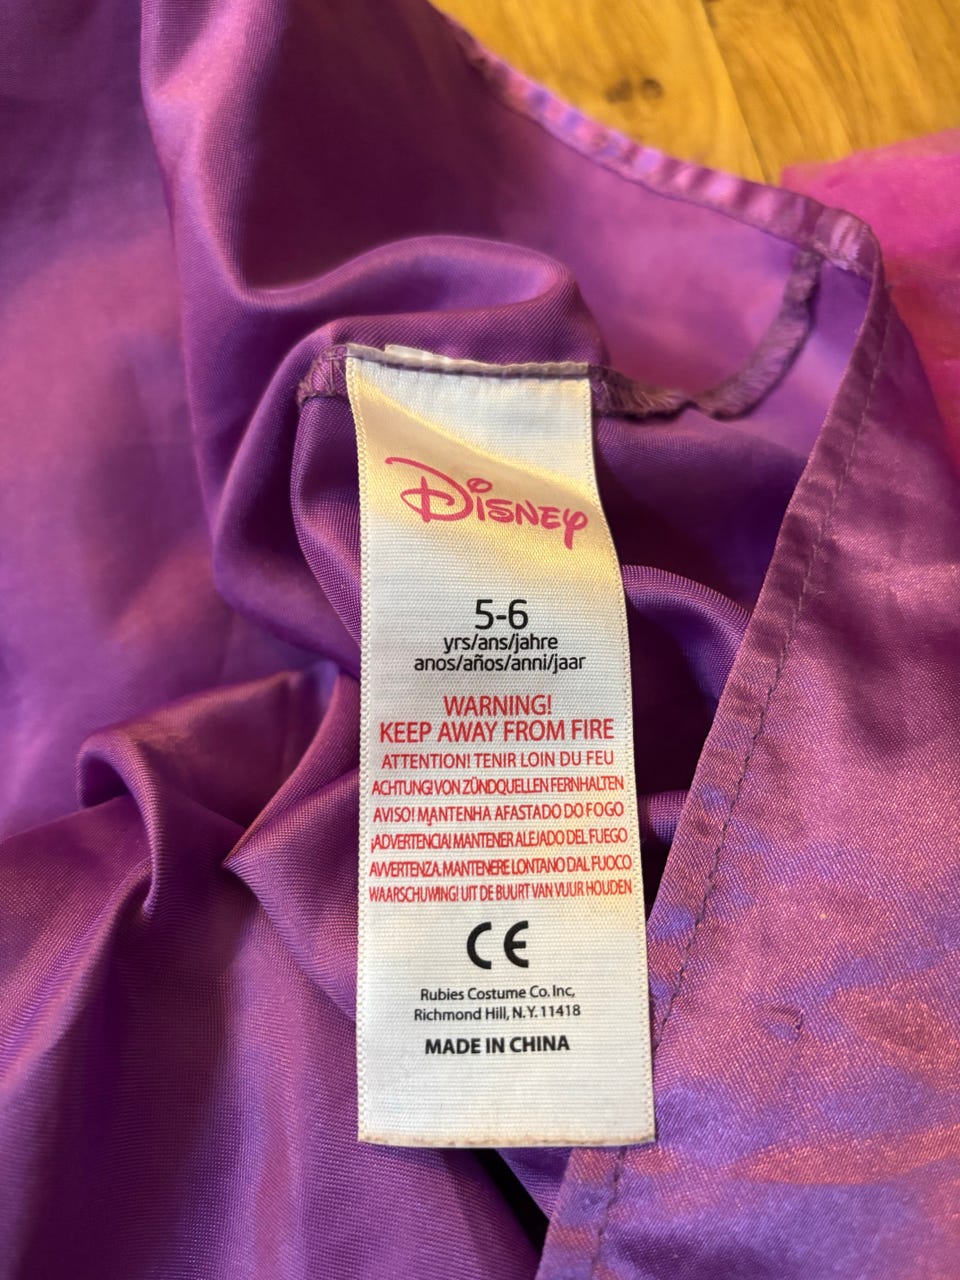 Disney
5-6
yrs/ans/jahre
anos/años/anni/jaar
WARNING!
KEEP AWAY FROM FIRE
ATTENTION! TENIR LOIN DU FEU
ACHTUNG! VON ZÜNDQUELLEN FERNHALTEN
AVISO! MANTENHA AFASTADO DO FOGO
¡ADVERTENCIA! MANTENER ALEJADO DEL FUEGO
AVVERTENZA. MANTENERE LONTANO DAL FUOCO
WAARSCHUWING! UIT DE BUURT VAN VUUR HOUDEN
CE
Rubies Costume Co. Inc,
Richmond Hill, N.Y. 11418
MADE IN CHINA